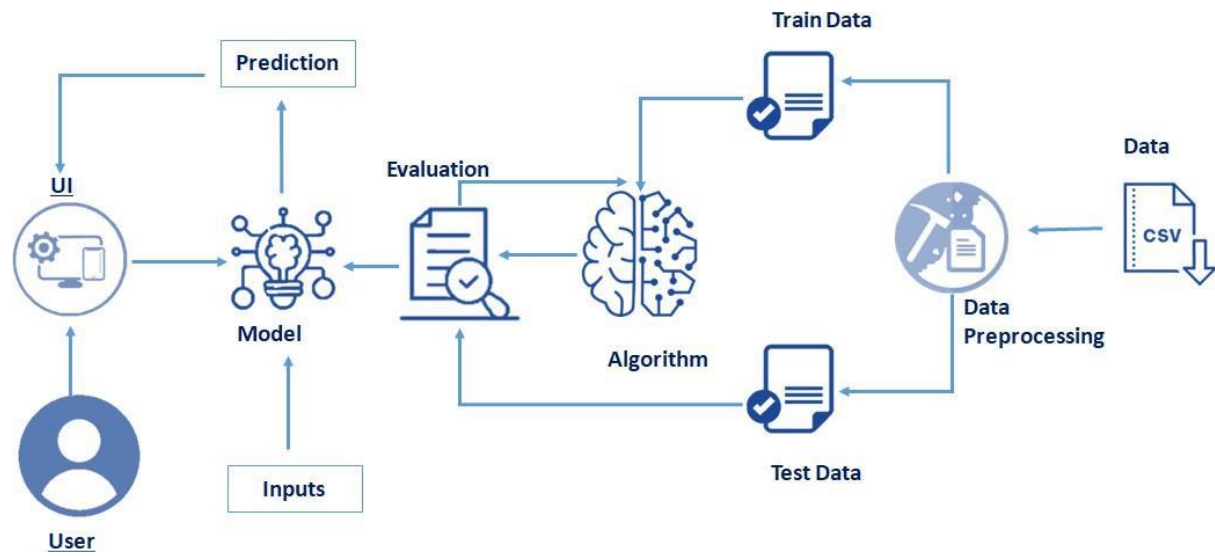 Train Data
Prediction
Evaluation
Data
UI
CSV
Model
Data
Preprocessing
Algorithm
Inputs
Test Data
User